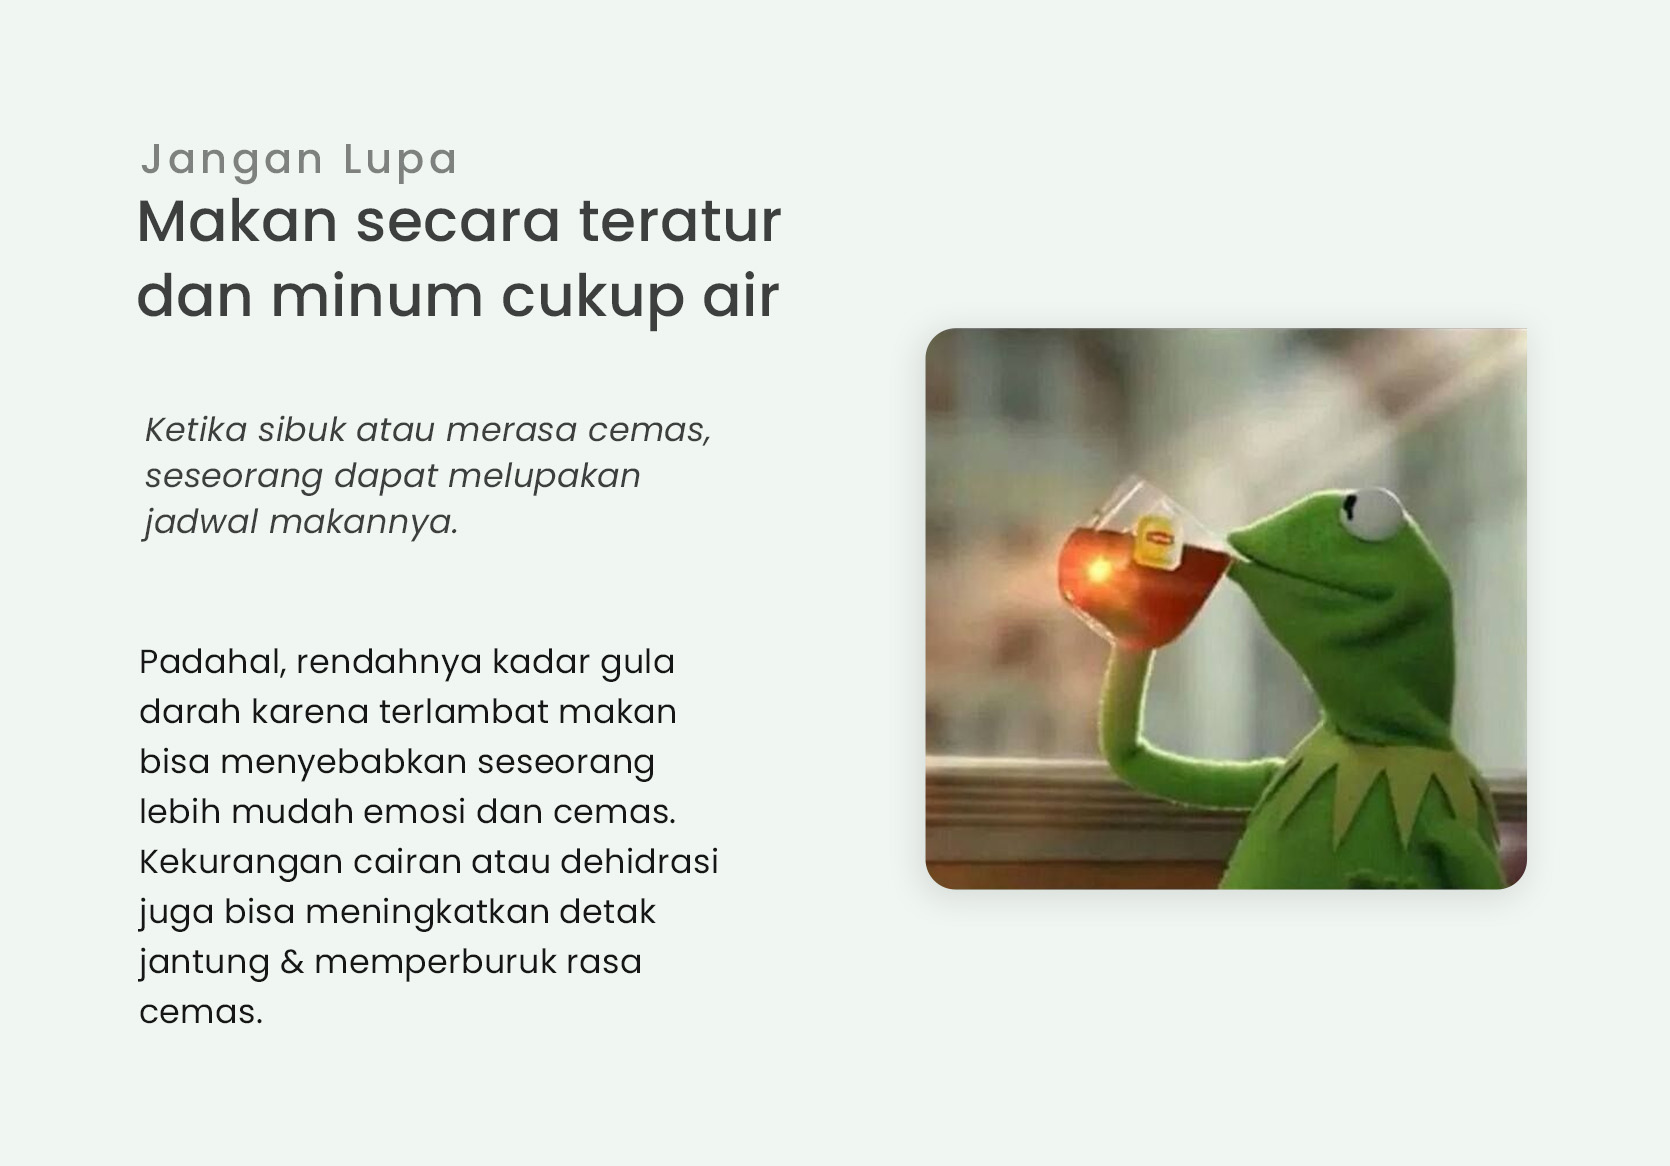 Jangan Lupa
Makan secara teratur
dan minum cukup air
Ketika sibuk atau merasa cemas,
seseorang dapat melupakan
jadwal makannya.
Padahal, rendahnya kadar gula
darah karena terlambat makan
bisa menyebabkan seseorang
lebih mudah emosi dan cemas.
Kekurangan cairan atau dehidrasi
juga bisa meningkatkan detak
jantung & memperburuk rasa
cemas.